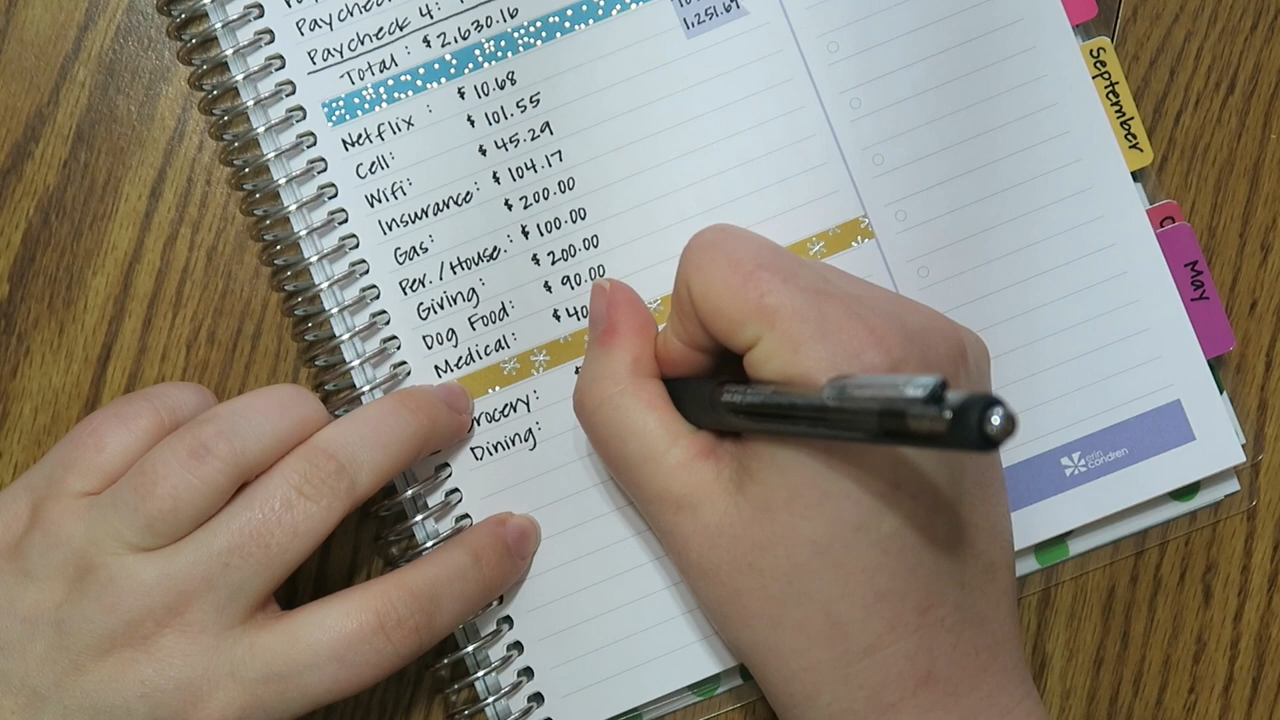 Paycheck 4:
Total: $2,630.16
1,251.67
Netflix: $10.68
Cell: $101.55
Wifi: $45.29
Insurance: $104.17
Gas: $200.00
Per./House.: $100.00
Giving: $200.00
Dog Food: $90.00
Medical: $40
Grocery:
Dining:
September
May
erin condren